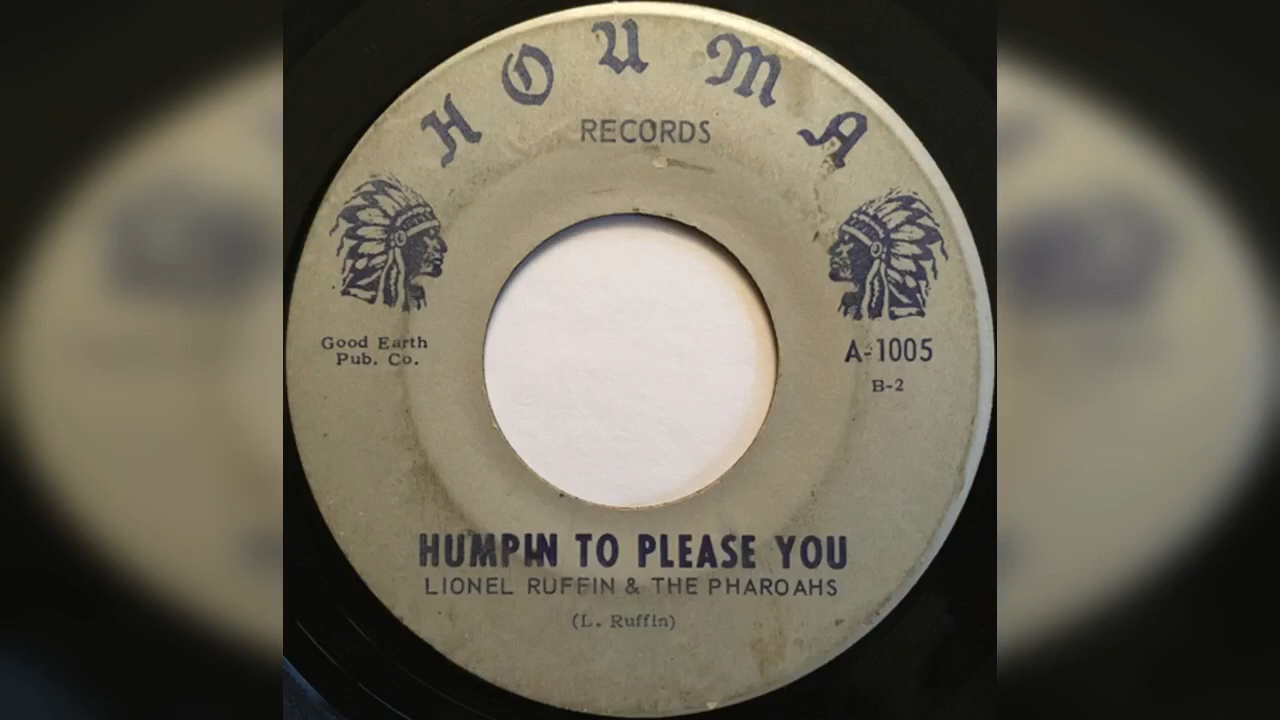 HOUMA
RECORDS
Good Earth
Pub. Co.
A-1005
B-2
HUMPIN TO PLEASE YOU
LIONEL RUFFIN & THE PHAROAHS
(L. Ruffin)